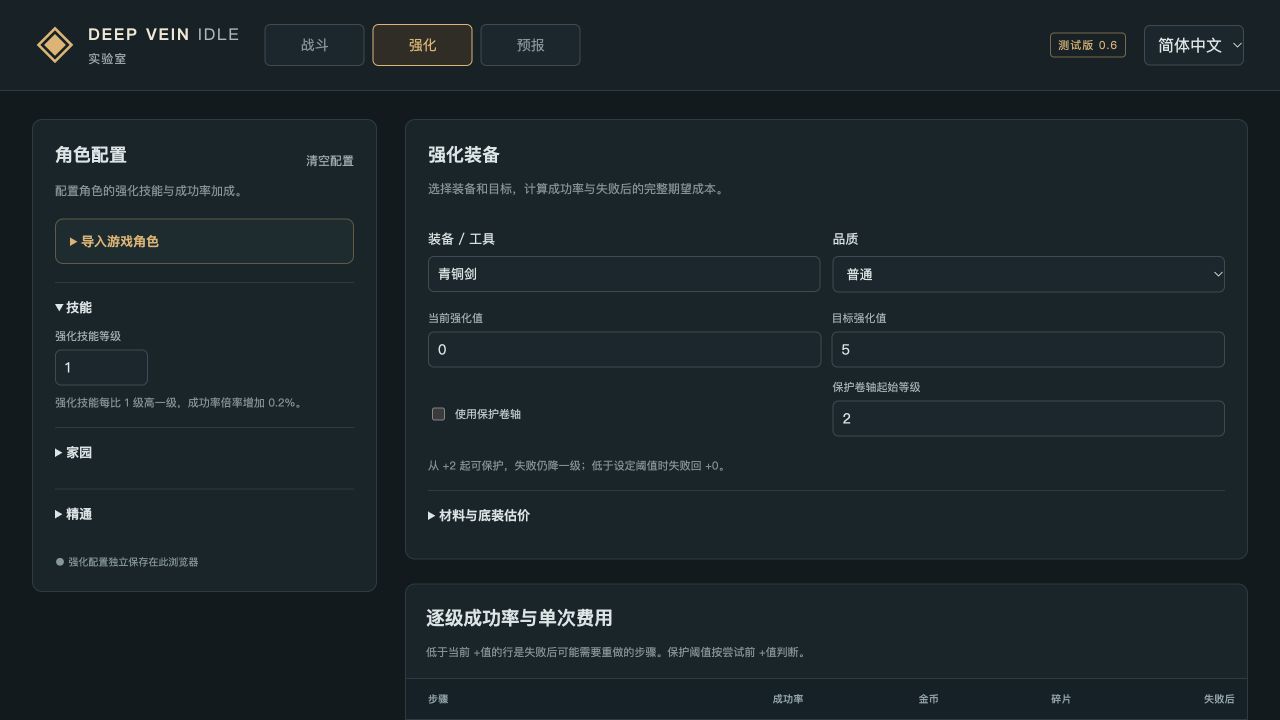 DEEP VEIN IDLE
实验室
战斗
强化
预报
测试版 0.6
简体中文
角色配置
清空配置
配置角色的强化技能与成功率加成。
导入游戏角色
技能
强化技能等级
1
强化技能每比 1 级高一级，成功率倍率增加 0.2%。
家园
精通
强化配置独立保存在此浏览器
强化装备
选择装备和目标，计算成功率与失败后的完整期望成本。
装备 / 工具
品质
青铜剑
普通
当前强化值
目标强化值
0
5
保护卷轴起始等级
使用保护卷轴
2
从 +2 起可保护，失败仍降一级；低于设定阈值时失败回 +0。
材料与底装估价
逐级成功率与单次费用
低于当前 +值的行是失败后可能需要重做的步骤。保护阈值按尝试前 +值判断。
步骤
成功率
金币
碎片
失败后